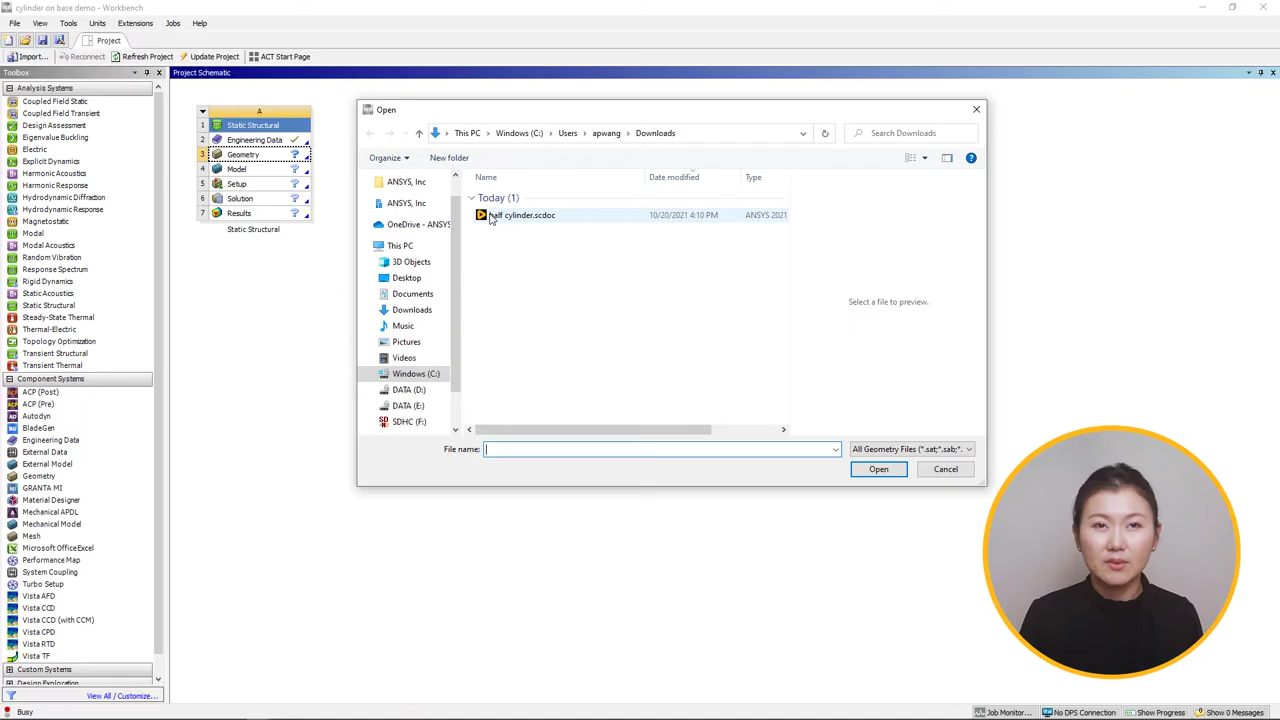 cylinder on base demo - Workbench
File View Tools Units Extensions Jobs Help
Project
Import... Reconnect Refresh Project Update Project ACT Start Page
Toolbox
Analysis Systems
Coupled Field Static
Coupled Field Transient
Design Assessment
Eigenvalue Buckling
Electric
Explicit Dynamics
Harmonic Acoustics
Harmonic Response
Hydrodynamic Diffraction
Hydrodynamic Response
Magnetostatic
Modal
Modal Acoustics
Random Vibration
Response Spectrum
Rigid Dynamics
Static Acoustics
Static Structural
Steady-State Thermal
Thermal-Electric
Topology Optimization
Transient Structural
Transient Thermal
Component Systems
ACP (Post)
ACP (Pre)
Autodyn
BladeGen
Engineering Data
External Data
External Model
Geometry
GRANTA MI
Material Designer
Mechanical APDL
Mechanical Model
Mesh
Microsoft Office Excel
Performance Map
System Coupling
Turbo Setup
Vista AFD
Vista CCD
Vista CCD (with CCM)
Vista CPD
Vista RTD
Vista TF
Custom Systems
View All / Customize...
Busy
Project Schematic
A
1 Static Structural
2 Engineering Data
3 Geometry ?
4 Model ?
5 Setup ?
6 Solution ?
7 Results ?
Static Structural
Open
This PC > Windows (C:) > Users > apwang > Downloads
Search Downloads
Organize New folder
ANSYS, Inc
ANSYS, Inc
OneDrive - ANSYS
This PC
3D Objects
Desktop
Documents
Downloads
Music
Pictures
Videos
Windows (C:)
DATA (D:)
DATA (E:)
SDHC (F:)
Name Date modified Type
Today (1)
half cylinder.scdoc 10/20/2021 4:10 PM ANSYS 2021
Select a file to preview.
File name: All Geometry Files (*.sat;*.sab;*.
Open Cancel
Job Monitor... No DPS Connection Show Progress Show 0 Messages